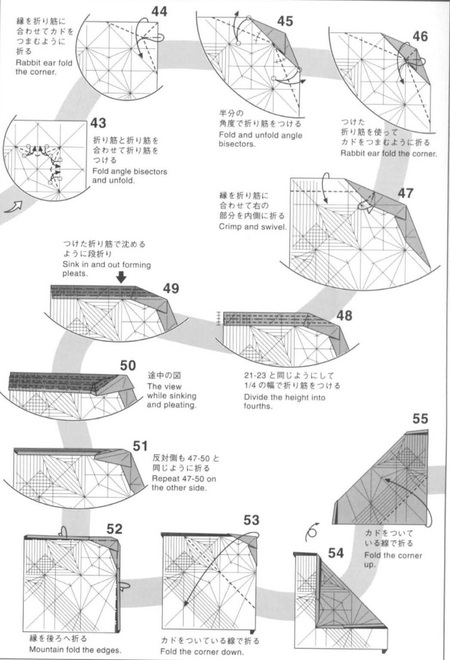 44
縁を折り筋に
合わせてカドを
つまむように
折る
Rabbit ear fold
the corner.
45
半分の
角度で折り筋をつける
Fold and unfold angle
bisectors.
46
つけた
折り筋を使って
カドをつまむように折る
Rabbit ear fold the corner.
43
折り筋と折り筋を
合わせて折り筋を
つける
Fold angle bisectors
and unfold.
47
縁を折り筋に
合わせて右の
部分を内側に折る
Crimp and swivel.
つけた折り筋で沈める
ように段折り
Sink in and out forming
pleats.
49
48
21-23と同じようにして
1/4の幅で折り筋をつける
Divide the height into
fourths.
50
途中の図
The view
while sinking
and pleating.
51
反対側も47-50と
同じように折る
Repeat 47-50 on
the other side.
52
縁を後ろへ折る
Mountain fold the edges.
53
カドをついている線で折る
Fold the corner down.
54
55
カドをついて
いる線で折る
Fold the corner
up.